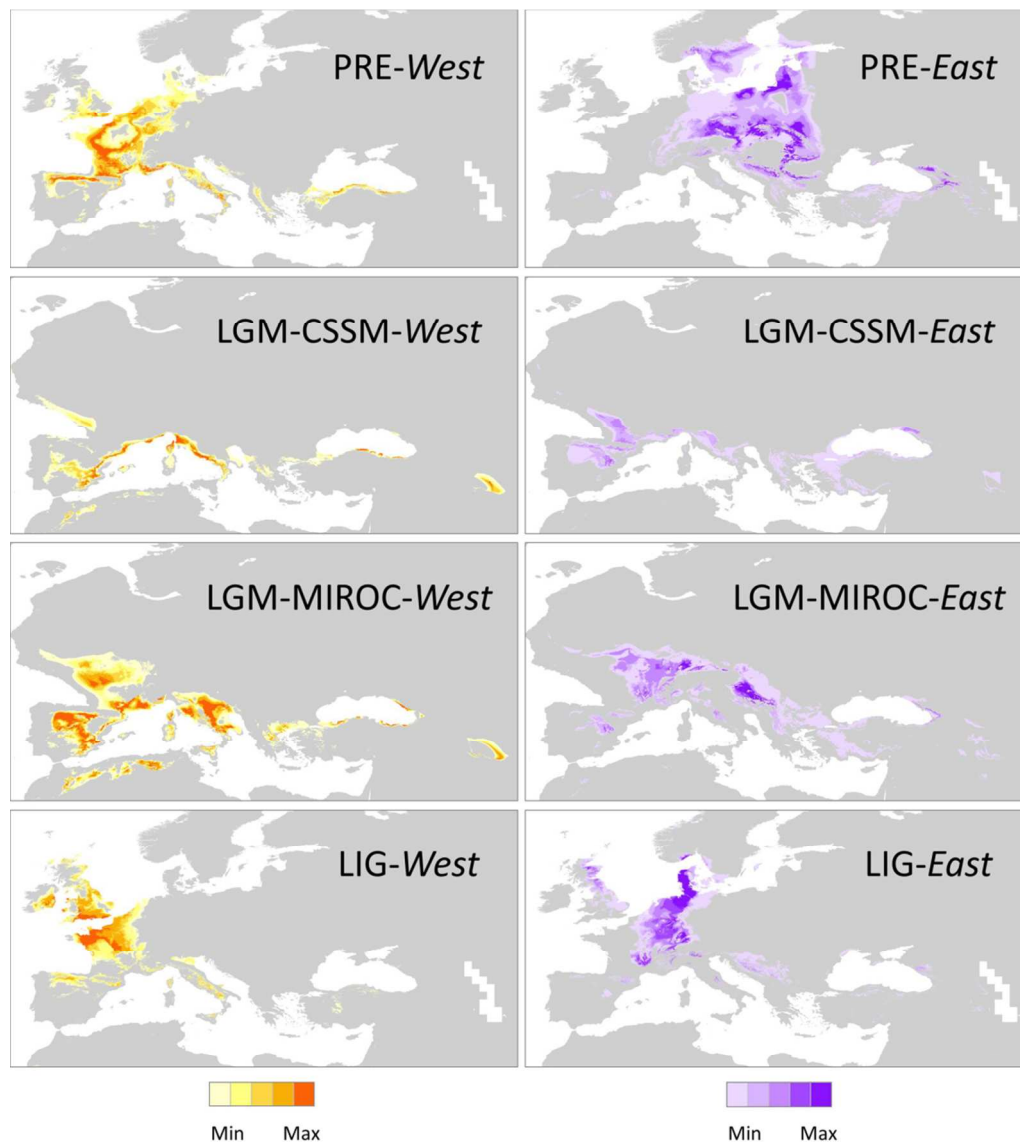 PRE-West
PRE-East
LGM-CSSM-West
LGM-CSSM-East
LGM-MIROC-West
LGM-MIROC-East
LIG-West
LIG-East
Min Max
Min Max